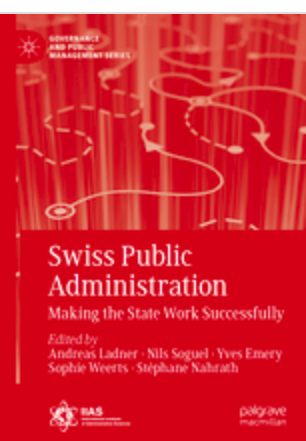 GOVERNANCE
AND PUBLIC
MANAGEMENT SERIES
Swiss Public
Administration
Making the State Work Successfully
Edited by
Andreas Ladner · Nils Soguel · Yves Emery
Sophie Weerts · Stéphane Nahrath
IIAS
palgrave
macmillan